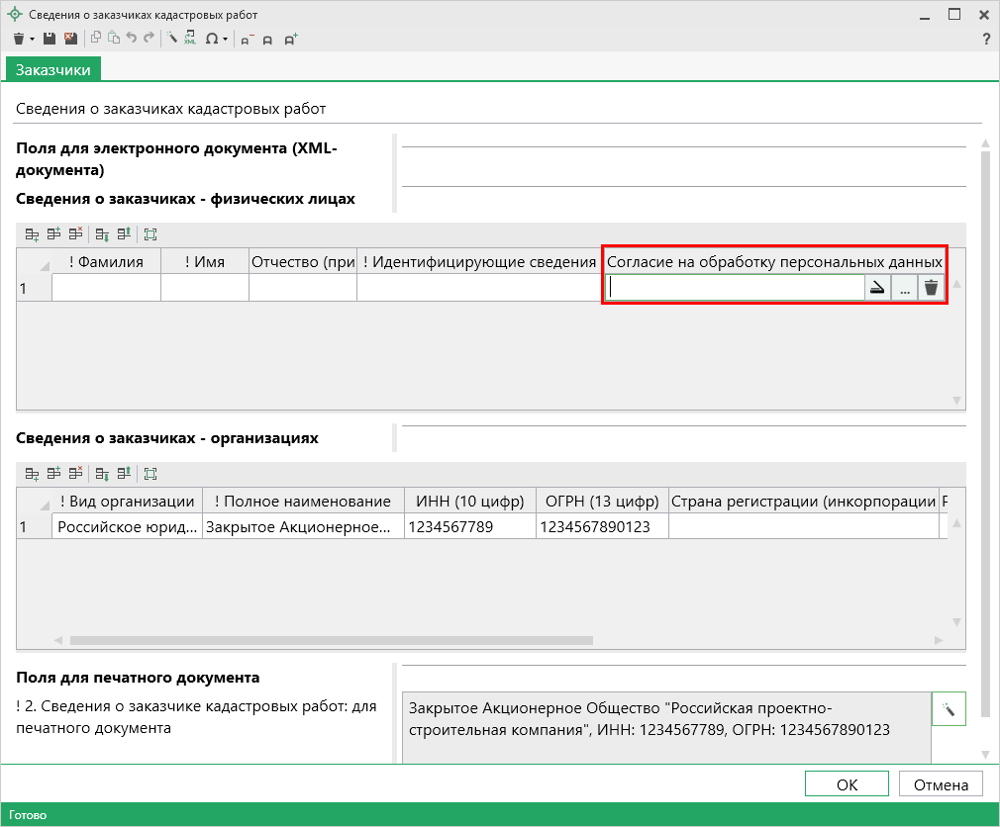 Сведения о заказчиках кадастровых работ
XML
?
Заказчики
Сведения о заказчиках кадастровых работ
Поля для электронного документа (XML-
документа)
Сведения о заказчиках - физических лицах
! Фамилия ! Имя Отчество (при ! Идентифицирующие сведения Согласие на обработку персональных данных
1 ...
Сведения о заказчиках - организациях
! Вид организации ! Полное наименование ИНН (10 цифр) ОГРН (13 цифр) Страна регистрации (инкорпорации
1 Российское юрид... Закрытое Акционерное... 1234567789 1234567890123
Поля для печатного документа
! 2. Сведения о заказчике кадастровых работ: для
печатного документа
Закрытое Акционерное Общество "Российская проектно-
строительная компания", ИНН: 1234567789, ОГРН: 1234567890123
ОК Отмена
Готово